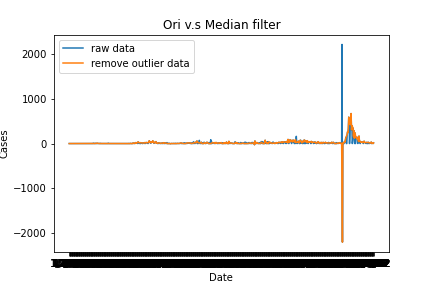 Ori v.s Median filter
raw data
remove outlier data
2000
1000
0
−1000
−2000
Cases
Date